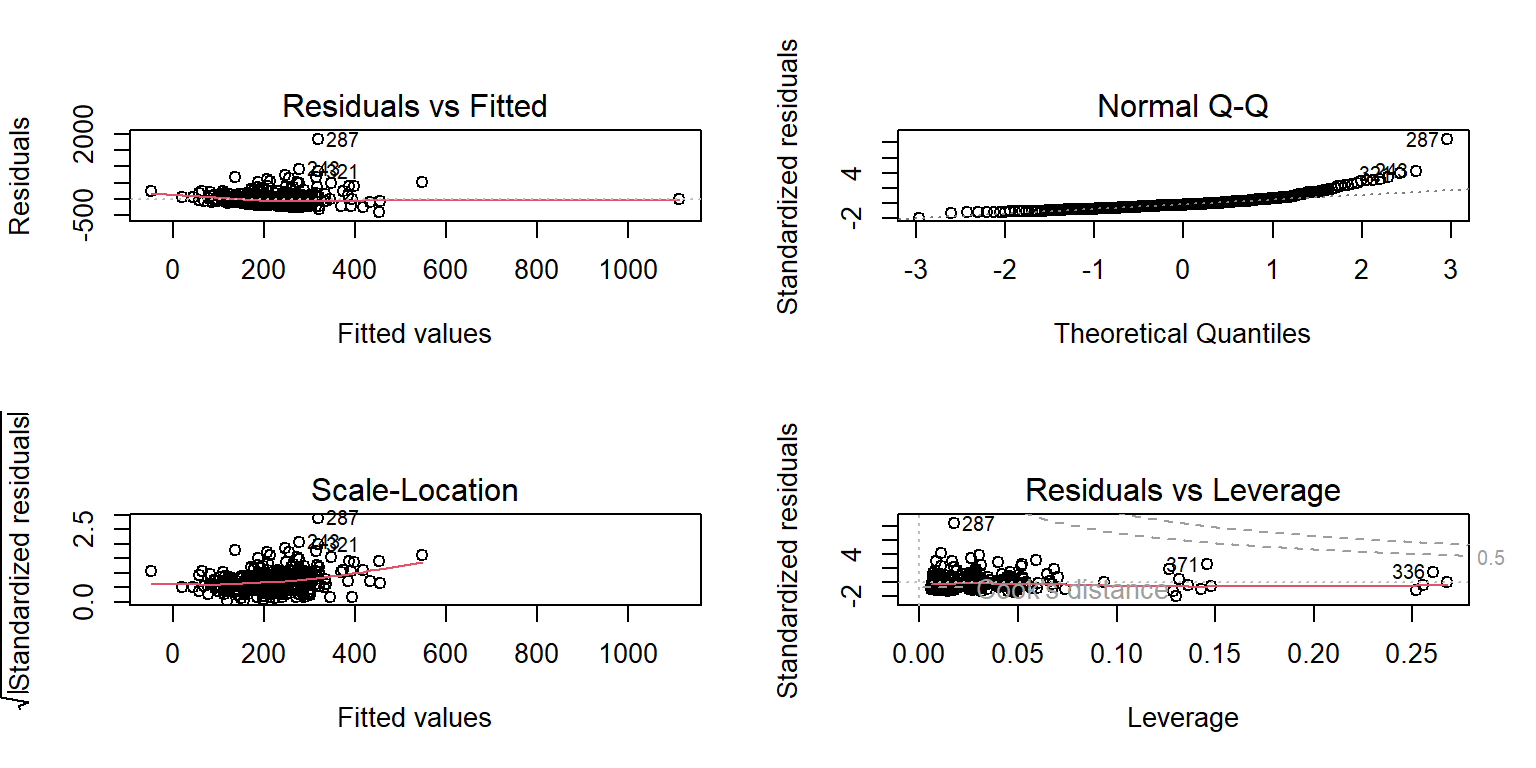 Residuals vs Fitted
Residuals
2000
-500
287
243
321
0 200 400 600 800 1000
Fitted values
Normal Q-Q
Standardized residuals
4
-2
287
243
321
-3 -2 -1 0 1 2 3
Theoretical Quantiles
Scale-Location
√|Standardized residuals|
2.5
0.0
287
243
321
0 200 400 600 800 1000
Fitted values
Residuals vs Leverage
Standardized residuals
4
-2
287
371
336
0.5
Cook's distance
0.00 0.05 0.10 0.15 0.20 0.25
Leverage